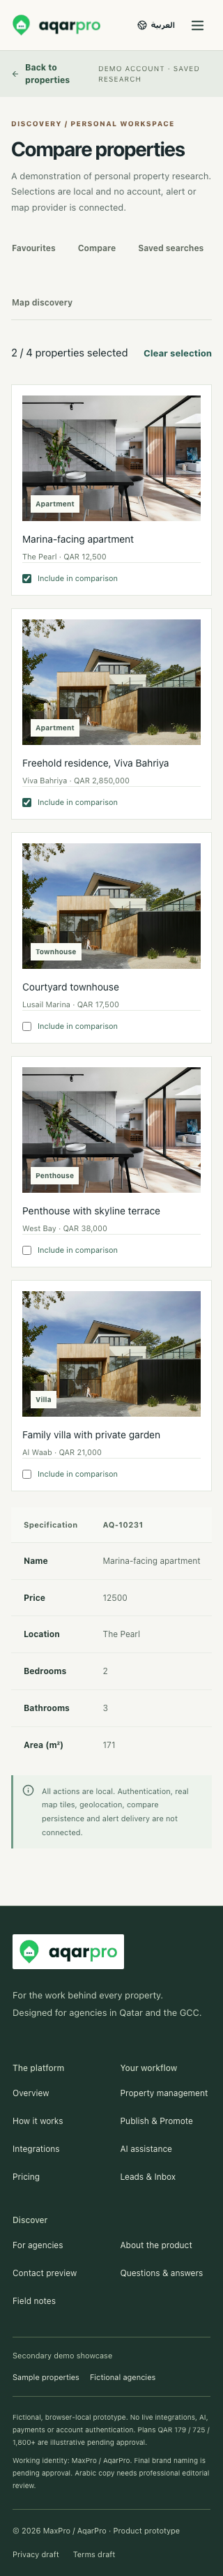 aqarpro
العربية
Back to
properties
DEMO ACCOUNT · SAVED
RESEARCH
DISCOVERY / PERSONAL WORKSPACE
Compare properties
A demonstration of personal property research.
Selections are local and no account, alert or
map provider is connected.
Favourites
Compare
Saved searches
Map discovery
2 / 4 properties selected
Clear selection
Apartment
Marina-facing apartment
The Pearl · QAR 12,500
Include in comparison
Apartment
Freehold residence, Viva Bahriya
Viva Bahriya · QAR 2,850,000
Include in comparison
Townhouse
Courtyard townhouse
Lusail Marina · QAR 17,500
Include in comparison
Penthouse
Penthouse with skyline terrace
West Bay · QAR 38,000
Include in comparison
Villa
Family villa with private garden
Al Waab · QAR 21,000
Include in comparison
Specification AQ-10231
Name Marina-facing apartment
Price 12500
Location The Pearl
Bedrooms 2
Bathrooms 3
Area (m²) 171
All actions are local. Authentication, real
map tiles, geolocation, compare
persistence and alert delivery are not
connected.
aqarpro
For the work behind every property.
Designed for agencies in Qatar and the GCC.
The platform
Overview
How it works
Integrations
Pricing
Your workflow
Property management
Publish & Promote
AI assistance
Leads & Inbox
Discover
For agencies
Contact preview
Field notes
About the product
Questions & answers
Secondary demo showcase
Sample properties
Fictional agencies
Fictional, browser-local prototype. No live integrations, AI,
payments or account authentication. Plans QAR 179 / 725 /
1,800+ are illustrative pending approval.
Working identity: MaxPro / AqarPro. Final brand naming is
pending approval. Arabic copy needs professional editorial
review.
© 2026 MaxPro / AqarPro · Product prototype
Privacy draft
Terms draft